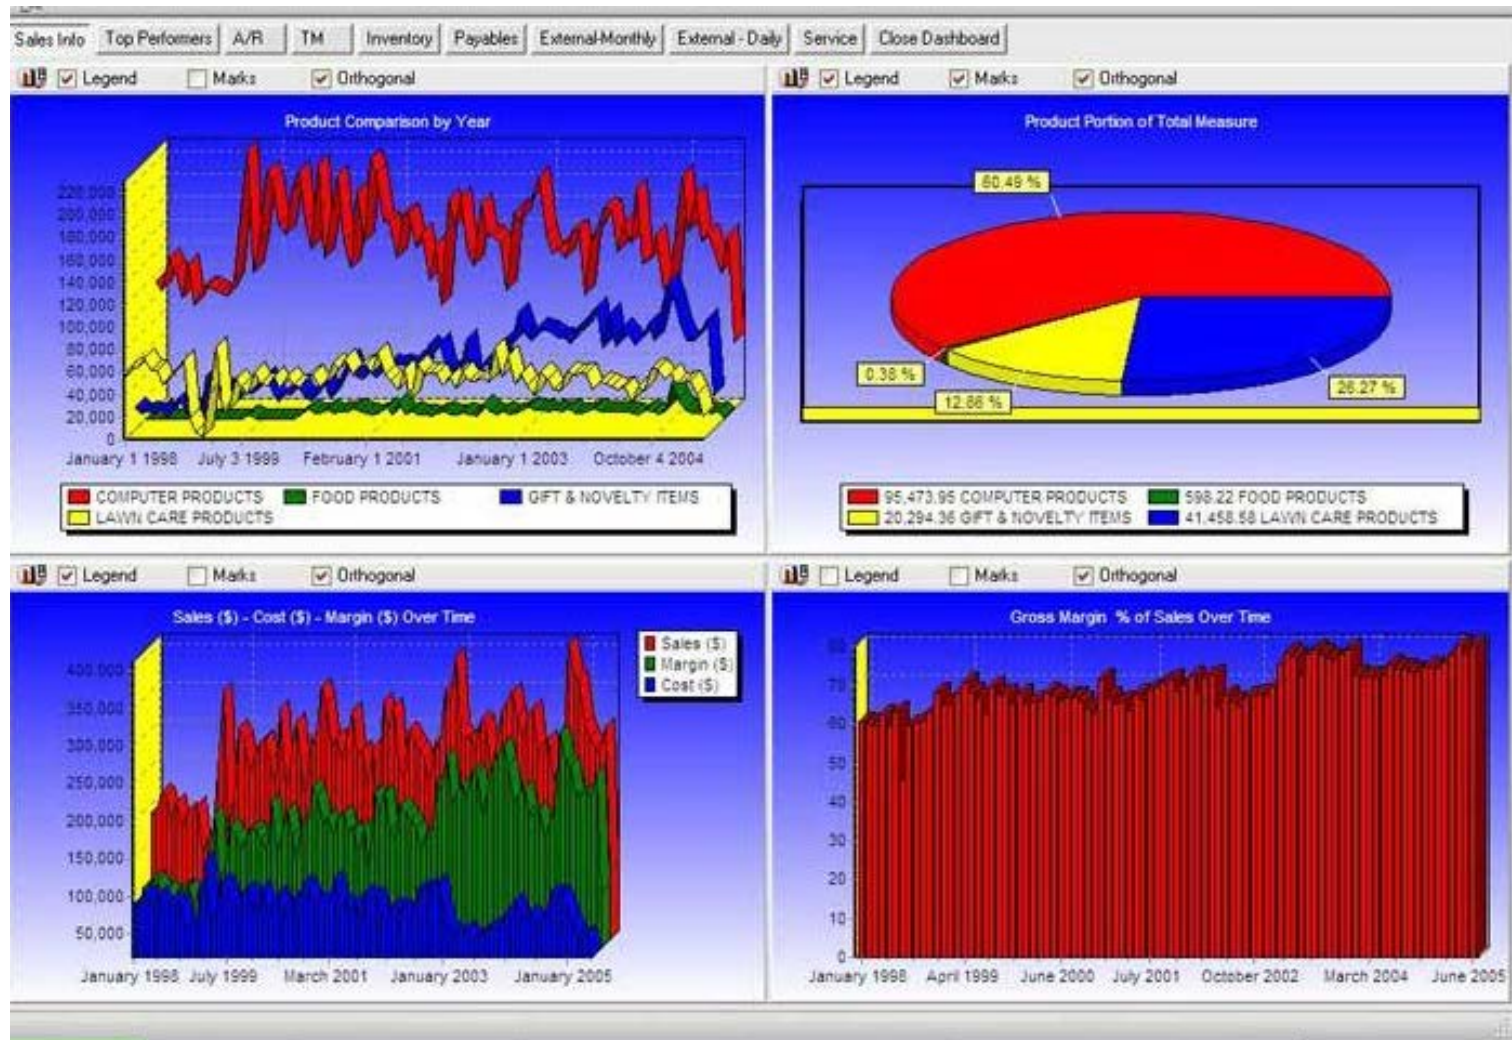 Sales Info Top Performers A/R TM Inventory Payables External-Monthly External - Daily Service Close Dashboard
Legend Marks Orthogonal
Product Comparison by Year
220,000
200,000
180,000
160,000
140,000
120,000
100,000
80,000
60,000
40,000
20,000
0
January 1 1998 July 3 1999 February 1 2001 January 1 2003 October 4 2004
COMPUTER PRODUCTS FOOD PRODUCTS GIFT & NOVELTY ITEMS
LAWN CARE PRODUCTS
Legend Marks Orthogonal
Product Portion of Total Measure
60.49 %
0.38 %
12.86 %
26.27 %
95,473.95 COMPUTER PRODUCTS 598.22 FOOD PRODUCTS
20,294.36 GIFT & NOVELTY ITEMS 41,458.58 LAWN CARE PRODUCTS
Legend Marks Orthogonal
Sales ($) - Cost ($) - Margin ($) Over Time
Sales ($)
Margin ($)
Cost ($)
400,000
350,000
300,000
250,000
200,000
150,000
100,000
50,000
January 1998 July 1999 March 2001 January 2003 January 2005
Legend Marks Orthogonal
Gross Margin % of Sales Over Time
80
70
60
50
40
30
20
10
0
January 1998 April 1999 June 2000 July 2001 October 2002 March 2004 June 2005